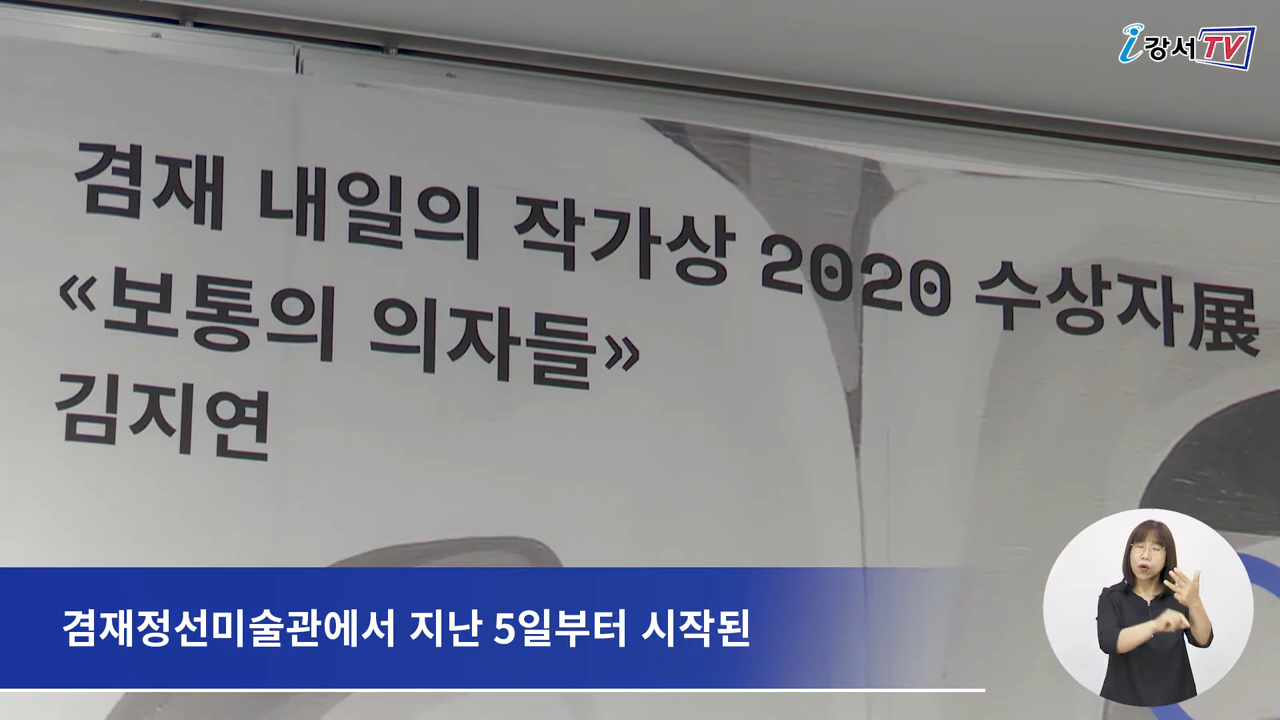 i강서TV
겸재 내일의 작가상 2020 수상자展
«보통의 의자들»
김지연
겸재정선미술관에서 지난 5일부터 시작된